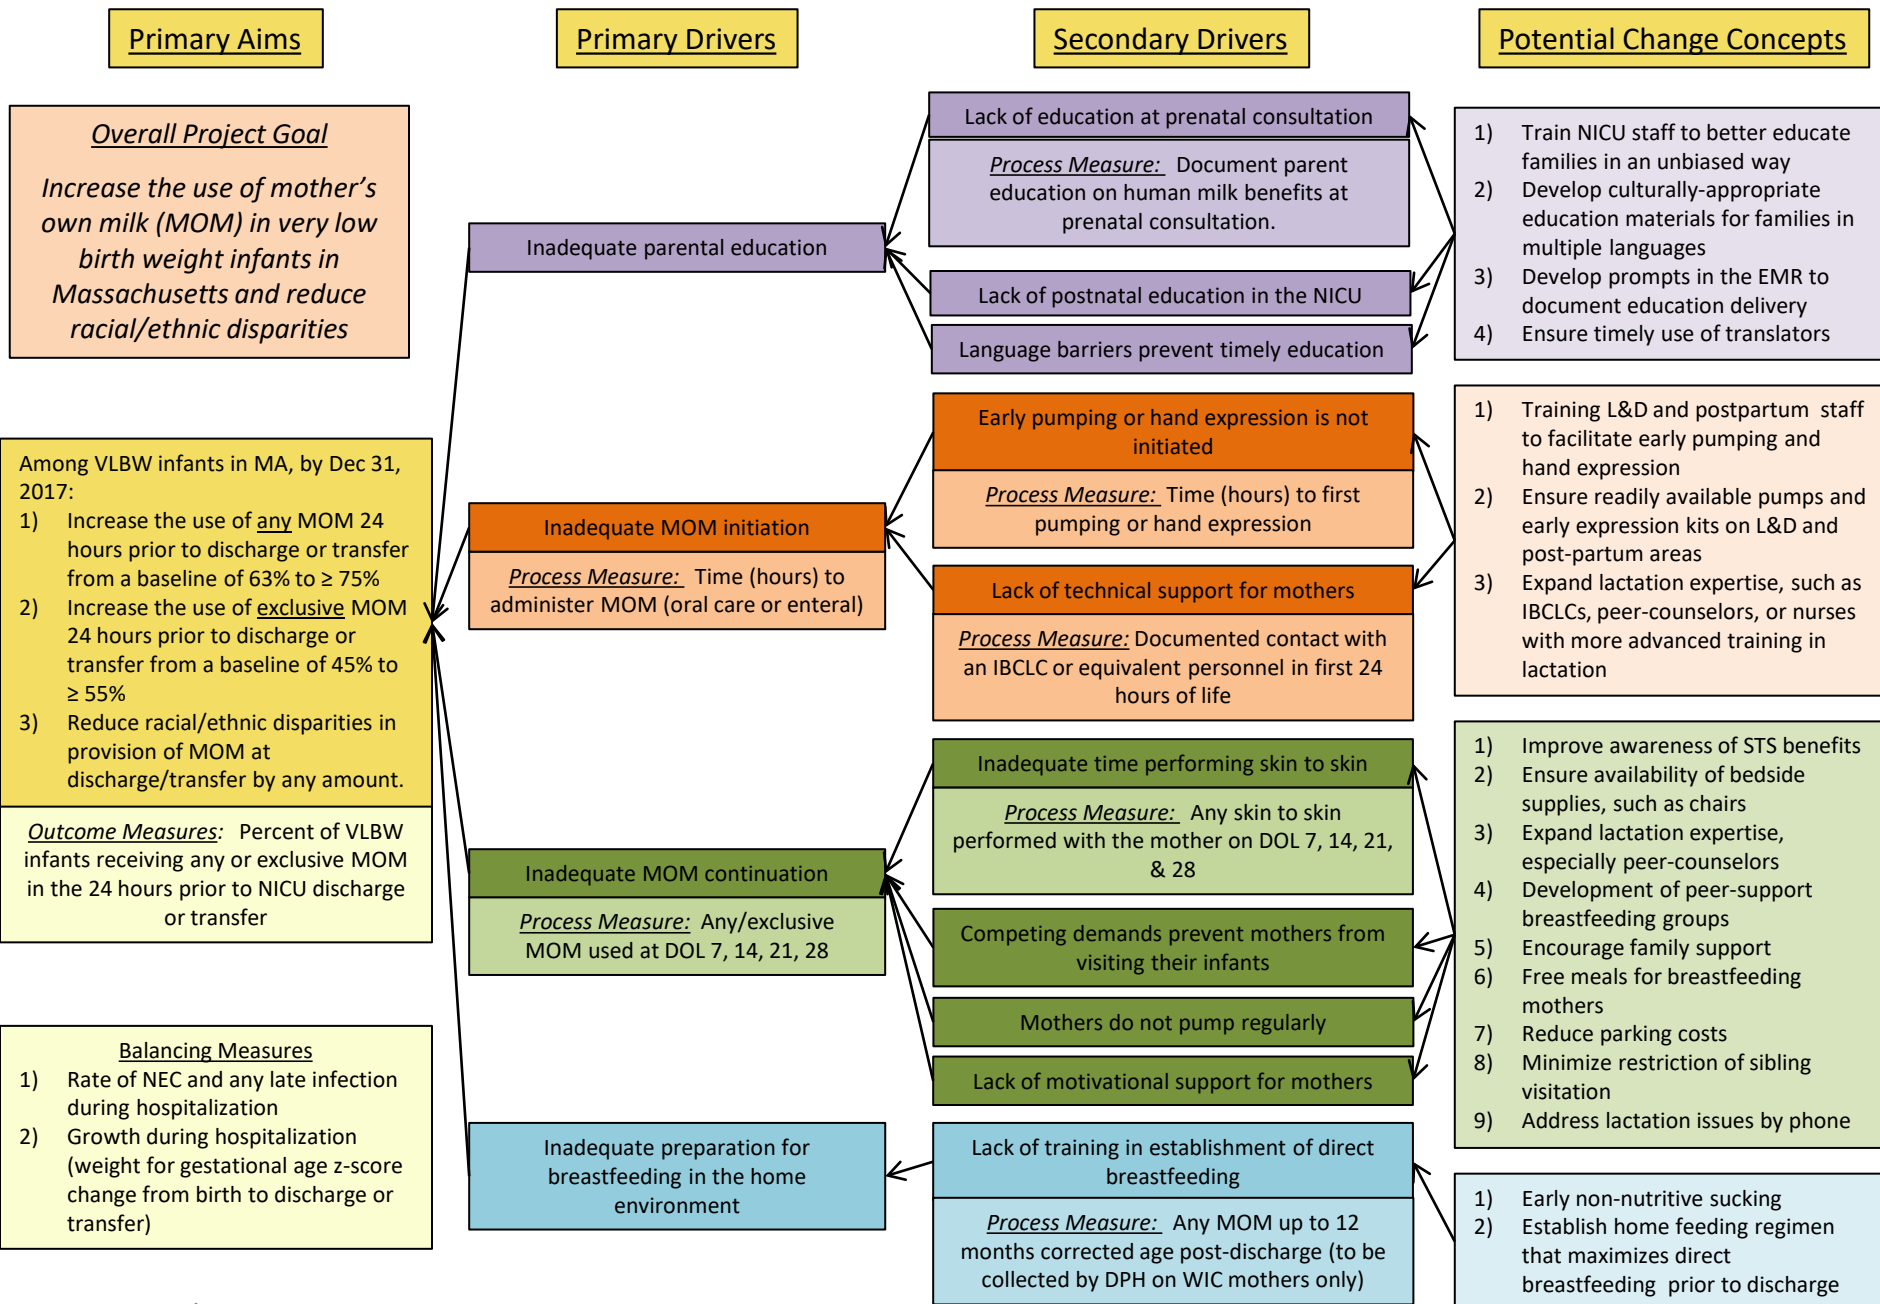 Primary Aims
Primary Drivers
Secondary Drivers
Potential Change Concepts
Overall Project Goal
Increase the use of mother's
own milk (MOM) in very low
birth weight infants in
Massachusetts and reduce
racial/ethnic disparities
Among VLBW infants in MA, by Dec 31,
2017:
1) Increase the use of any MOM 24
hours prior to discharge or transfer
from a baseline of 63% to ≥ 75%
2) Increase the use of exclusive MOM
24 hours prior to discharge or
transfer from a baseline of 45% to
≥ 55%
3) Reduce racial/ethnic disparities in
provision of MOM at
discharge/transfer by any amount.
Outcome Measures: Percent of VLBW
infants receiving any or exclusive MOM
in the 24 hours prior to NICU discharge
or transfer
Balancing Measures
1) Rate of NEC and any late infection
during hospitalization
2) Growth during hospitalization
(weight for gestational age z-score
change from birth to discharge or
transfer)
Inadequate parental education
Inadequate MOM initiation
Process Measure: Time (hours) to
administer MOM (oral care or enteral)
Inadequate MOM continuation
Process Measure: Any/exclusive
MOM used at DOL 7, 14, 21, 28
Inadequate preparation for
breastfeeding in the home
environment
Lack of education at prenatal consultation
Process Measure: Document parent
education on human milk benefits at
prenatal consultation.
Lack of postnatal education in the NICU
Language barriers prevent timely education
Early pumping or hand expression is not
initiated
Process Measure: Time (hours) to first
pumping or hand expression
Lack of technical support for mothers
Process Measure: Documented contact with
an IBCLC or equivalent personnel in first 24
hours of life
Inadequate time performing skin to skin
Process Measure: Any skin to skin
performed with the mother on DOL 7, 14, 21,
& 28
Competing demands prevent mothers from
visiting their infants
Mothers do not pump regularly
Lack of motivational support for mothers
Lack of training in establishment of direct
breastfeeding
Process Measure: Any MOM up to 12
months corrected age post-discharge (to be
collected by DPH on WIC mothers only)
1) Train NICU staff to better educate
families in an unbiased way
2) Develop culturally-appropriate
education materials for families in
multiple languages
3) Develop prompts in the EMR to
document education delivery
4) Ensure timely use of translators
1) Training L&D and postpartum staff
to facilitate early pumping and
hand expression
2) Ensure readily available pumps and
early expression kits on L&D and
post-partum areas
3) Expand lactation expertise, such as
IBCLCs, peer-counselors, or nurses
with more advanced training in
lactation
1) Improve awareness of STS benefits
2) Ensure availability of bedside
supplies, such as chairs
3) Expand lactation expertise,
especially peer-counselors
4) Development of peer-support
breastfeeding groups
5) Encourage family support
6) Free meals for breastfeeding
mothers
7) Reduce parking costs
8) Minimize restriction of sibling
visitation
9) Address lactation issues by phone
1) Early non-nutritive sucking
2) Establish home feeding regimen
that maximizes direct
breastfeeding prior to discharge